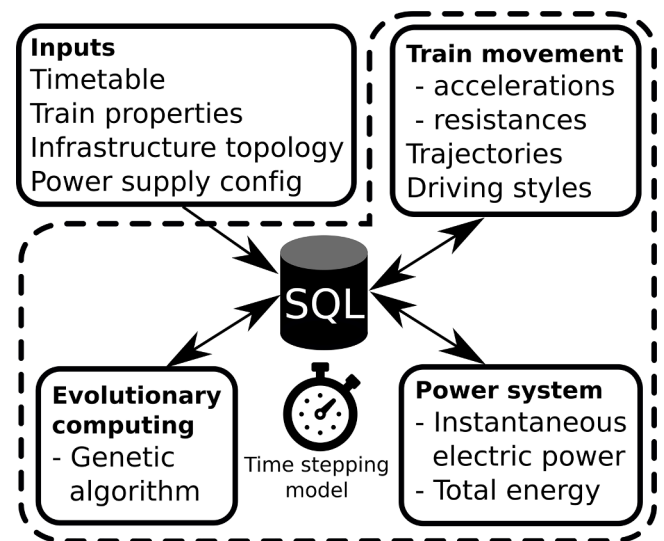 Inputs
Timetable
Train properties
Infrastructure topology
Power supply config
Train movement
- accelerations
- resistances
Trajectories
Driving styles
SQL
Evolutionary
computing
- Genetic
algorithm
Time stepping
model
Power system
- Instantaneous
electric power
- Total energy